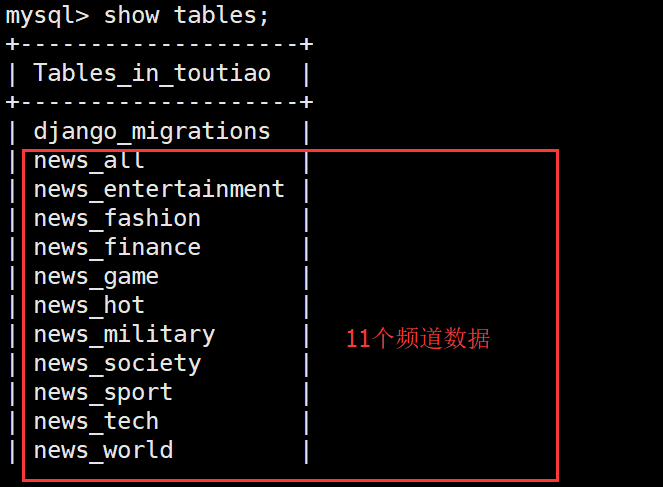 mysql> show tables;
+--------------------+
| Tables_in_toutiao  |
+--------------------+
| django_migrations  |
| news_all           |
| news_entertainment |
| news_fashion       |
| news_finance       |
| news_game          |
| news_hot           |
| news_military      |
11个频道数据
| news_society       |
| news_sport         |
| news_tech          |
| news_world         |